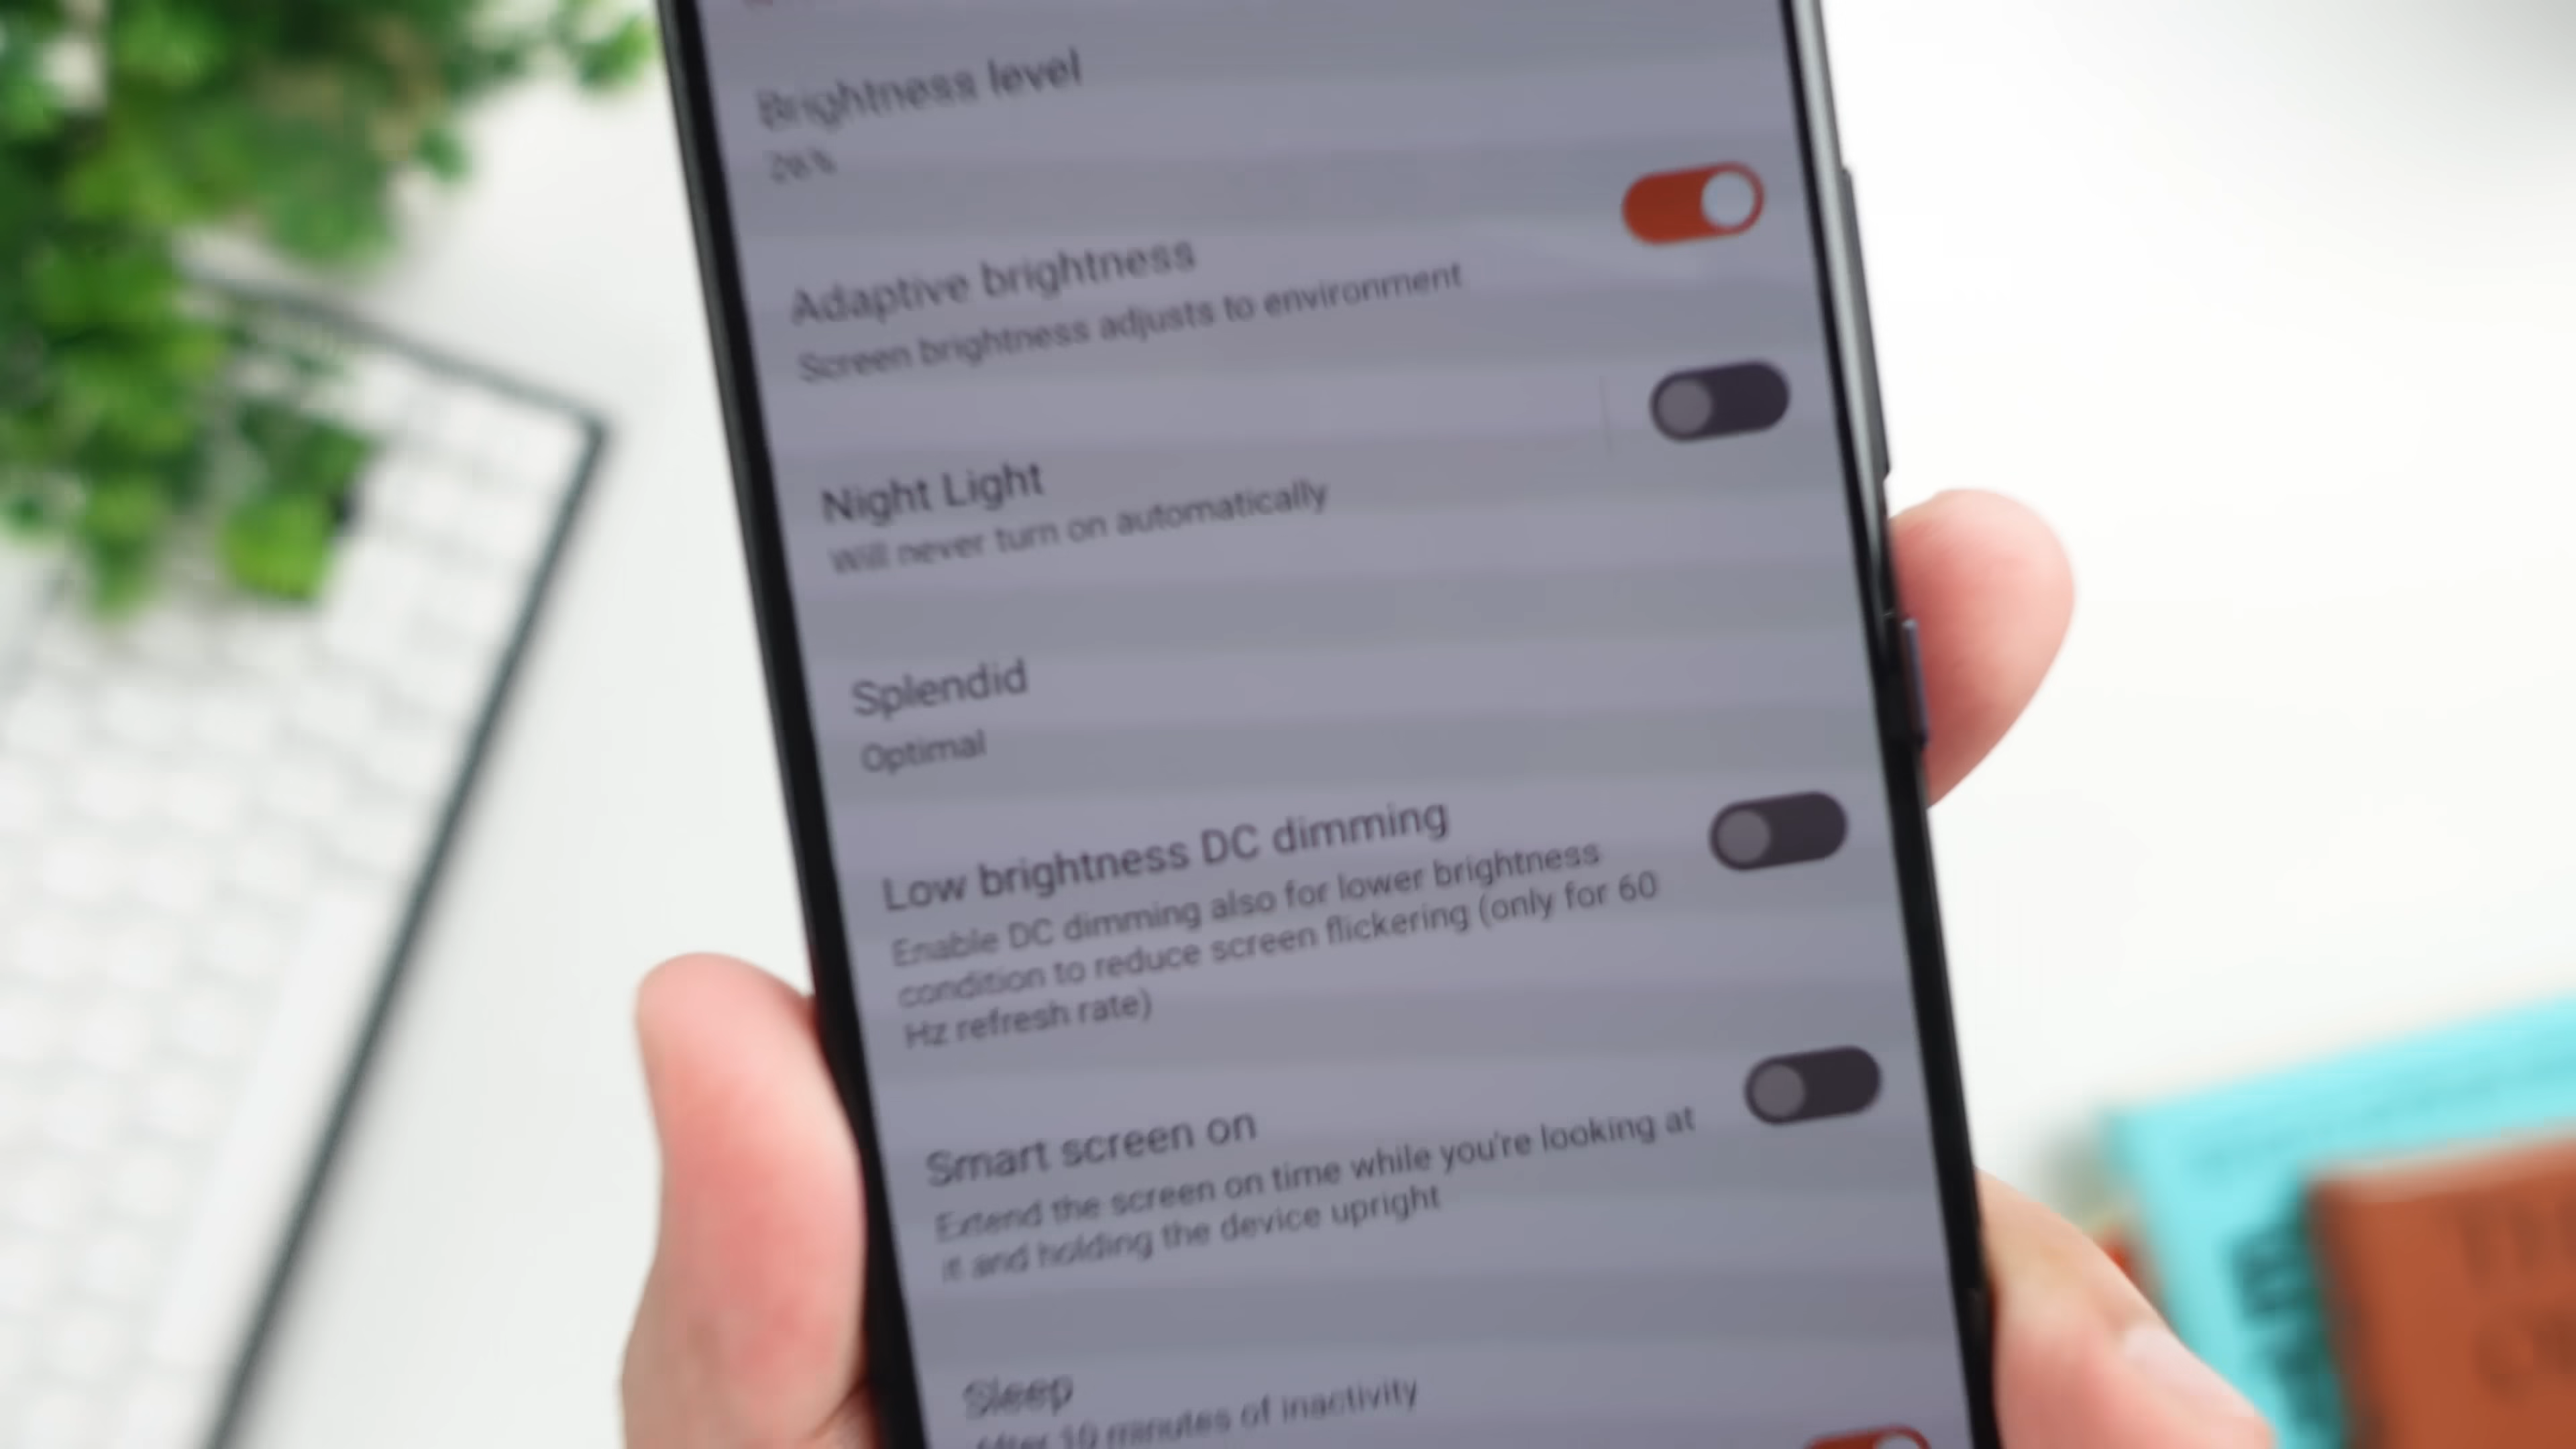 Brightness level
Adaptive brightness
Screen brightness adjusts to environment
Night Light
Will never turn on automatically
Splendid
Optimal
Low brightness DC dimming
Enable DC dimming also for lower brightness
condition to reduce screen flickering (only for 60
Hz refresh rate)
Smart screen on
Extend the screen on time while you're looking at
it and holding the device upright
Sleep
After 10 minutes of inactivity